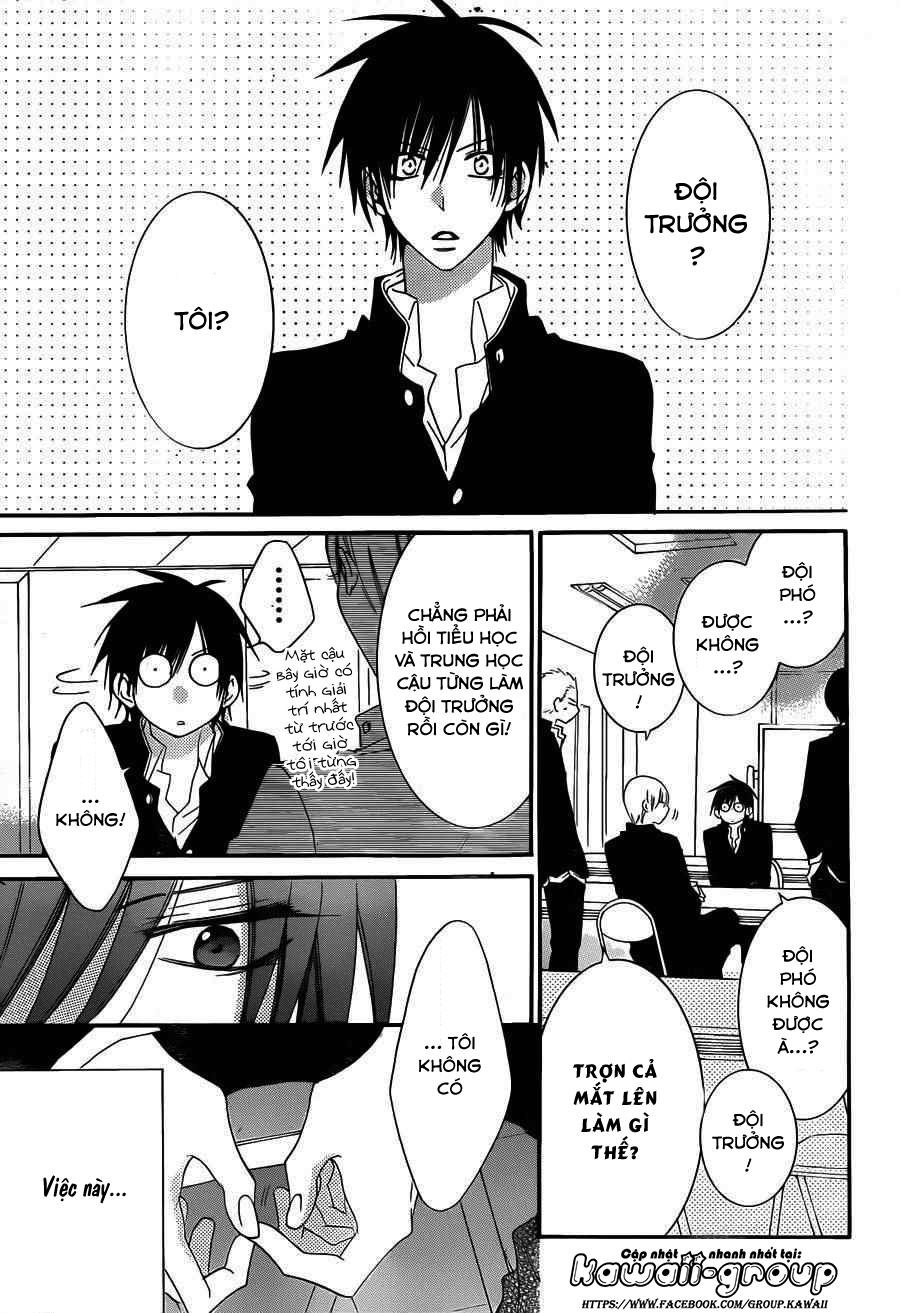 ĐỘI
TRƯỞNG
?
TÔI?
ĐỘI
PHÓ
...?
ĐƯỢC
KHÔNG
...?
ĐỘI
TRƯỞNG
!
ĐỘI
PHÓ
KHÔNG
ĐƯỢC
À...?
ĐỘI
TRƯỞNG
!
TRỢN CẢ
MẮT LÊN
LÀM GÌ
THẾ?
CHẲNG PHẢI
HỒI TIỂU HỌC
VÀ TRUNG HỌC
CẬU TỪNG LÀM
ĐỘI TRƯỞNG
RỒI CÒN GÌ!
Mặt cậu
bây giờ có
tính giải
trí nhất
từ trước
tới giờ
tôi từng
thấy đấy!
...
KHÔNG!
... TÔI
KHÔNG
CÓ
Việc này...
Cập nhật nhanh nhất tại:
kawaii-group
HTTPS://WWW.FACEBOOK.COM/GROUP.KAWAII